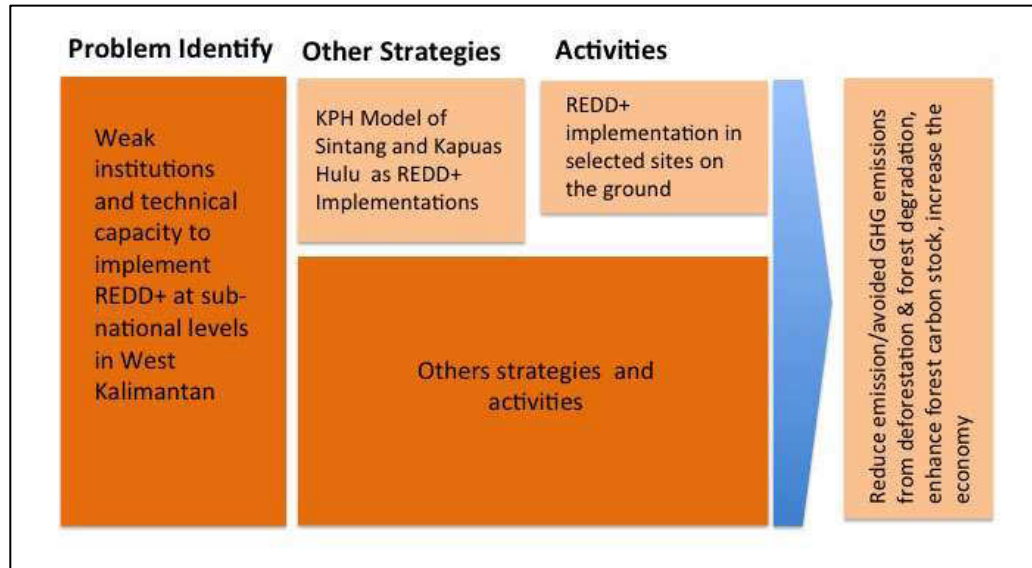 Problem Identify
Other Strategies
Activities
Weak
institutions
and technical
capacity to
implement
REDD+ at sub-
national levels
in West
Kalimantan
KPH Model of
Sintang and Kapuas
Hulu as REDD+
Implementations
REDD+
implementation in
selected sites on
the ground
Others strategies and
activities
Reduce emission/avoided GHG emissions
from deforestation & forest degradation,
enhance forest carbon stock, increase the
economy